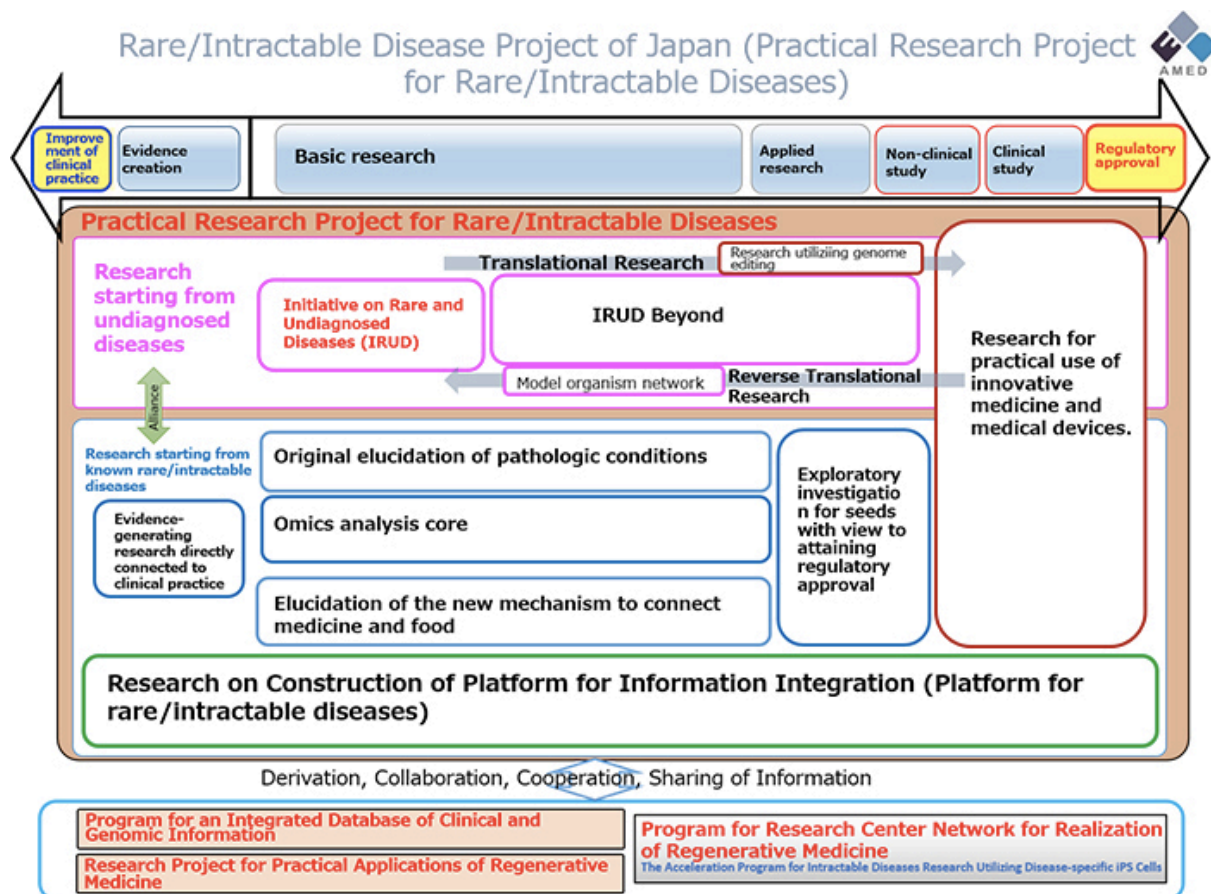 Rare/Intractable Disease Project of Japan (Practical Research Project
for Rare/Intractable Diseases)
AMED
Improve
ment of
clinical
practice
Evidence
creation
Basic research
Applied
research
Non-clinical
study
Clinical
study
Regulatory
approval
Practical Research Project for Rare/Intractable Diseases
Research
starting from
undiagnosed
diseases
Translational Research
Research utiliziing genome
editing
Initiative on Rare and
Undiagnosed
Diseases (IRUD)
IRUD Beyond
Model organism network
Reverse Translational
Research
Research for
practical use of
innovative
medicine and
medical devices.
Alliance
Research starting from
known rare/intractable
diseases
Evidence-
generating
research directly
connected to
clinical practice
Original elucidation of pathologic conditions
Omics analysis core
Elucidation of the new mechanism to connect
medicine and food
Exploratory
investigatio
n for seeds
with view to
attaining
regulatory
approval
Research on Construction of Platform for Information Integration (Platform for
rare/intractable diseases)
Derivation, Collaboration, Cooperation, Sharing of Information
Program for an Integrated Database of Clinical and
Genomic Information
Research Project for Practical Applications of Regenerative
Medicine
Program for Research Center Network for Realization
of Regenerative Medicine
The Acceleration Program for Intractable Diseases Research Utilizing Disease-specific iPS Cells